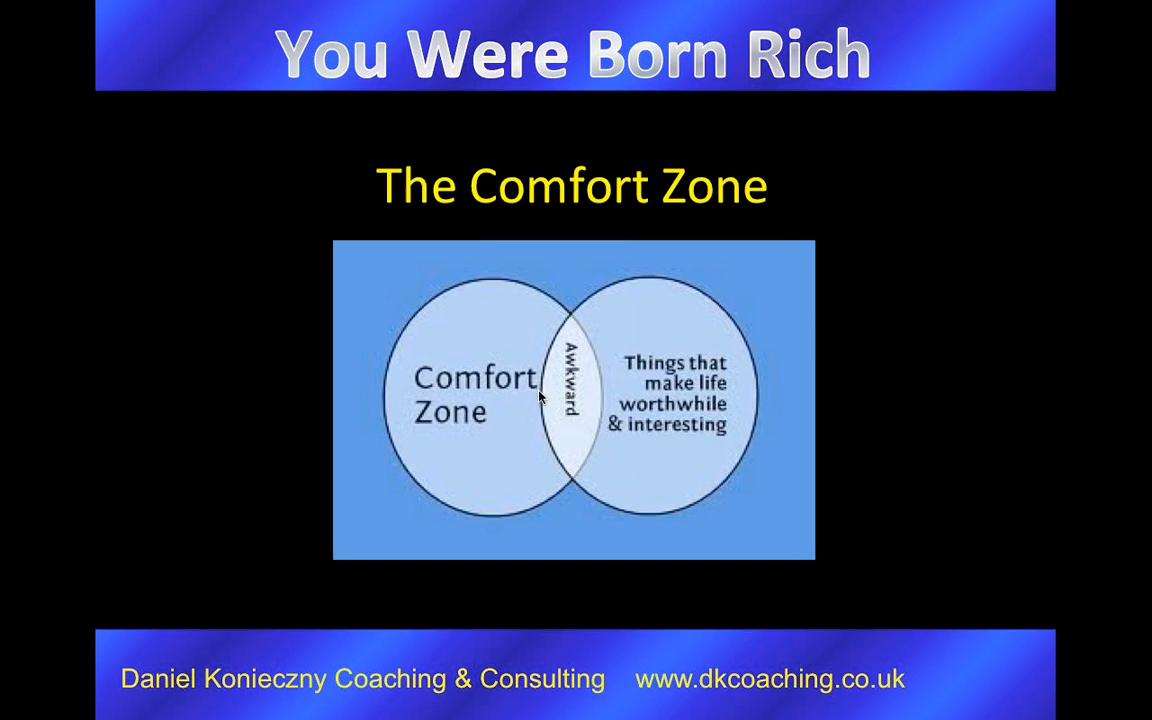 You Were Born Rich
The Comfort Zone
Comfort
Zone
Awkward
Things that
make life
worthwhile
& interesting
Daniel Konieczny Coaching & Consulting www.dkcoaching.co.uk